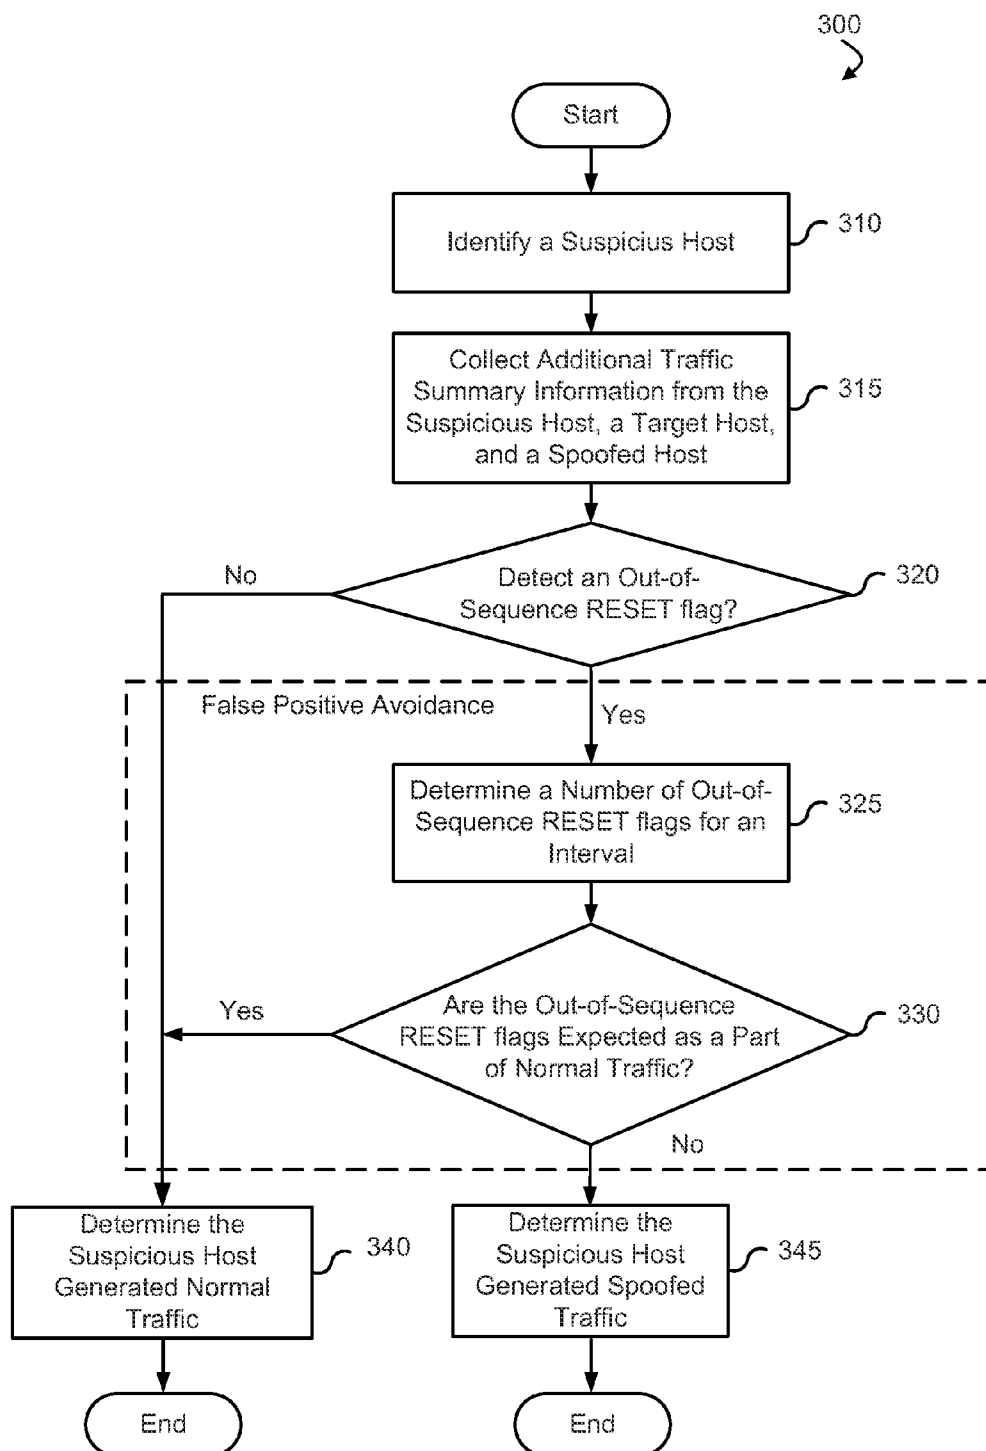 300
Start
Identify a Suspicius Host
310
Collect Additional Traffic
Summary Information from the
Suspicious Host, a Target Host,
and a Spoofed Host
315
No
Detect an Out-of-
Sequence RESET flag?
320
False Positive Avoidance
Yes
Determine a Number of Out-of-
Sequence RESET flags for an
Interval
325
Yes
Are the Out-of-Sequence
RESET flags Expected as a Part
of Normal Traffic?
330
No
Determine the
Suspicious Host
Generated Normal
Traffic
340
Determine the
Suspicious Host
Generated Spoofed
Traffic
345
End
End